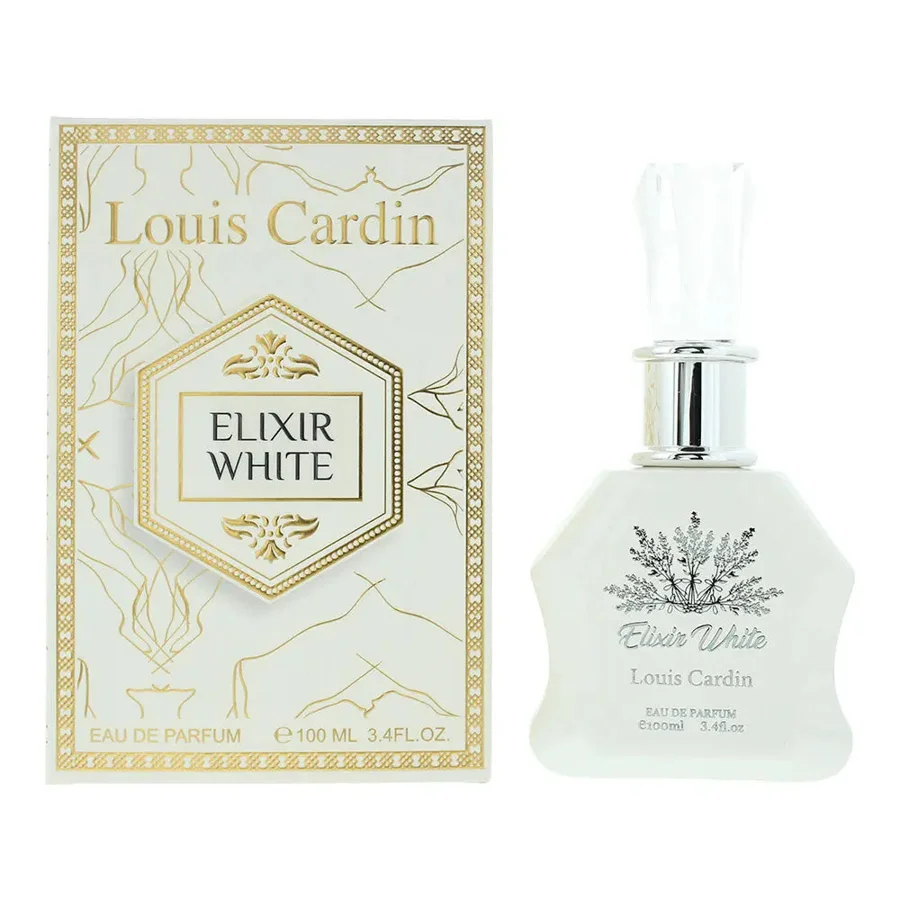 Louis Cardin
ELIXIR
WHITE
EAU DE PARFUM ℮100 ML 3.4FL.OZ.
Elixir White
Louis Cardin
EAU DE PARFUM
℮100ml 3.4fl.oz